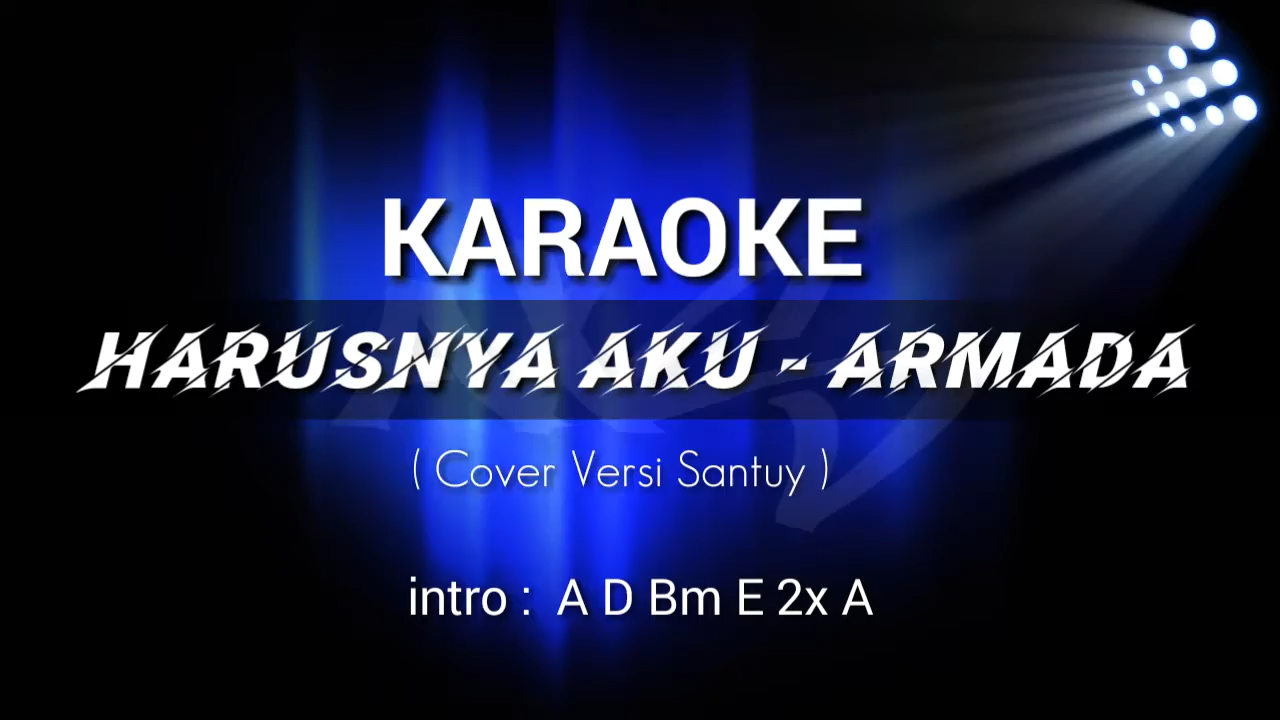 KARAOKE
HARUSNYA AKU - ARMADA
( Cover Versi Santuy )
intro : A D Bm E 2x A